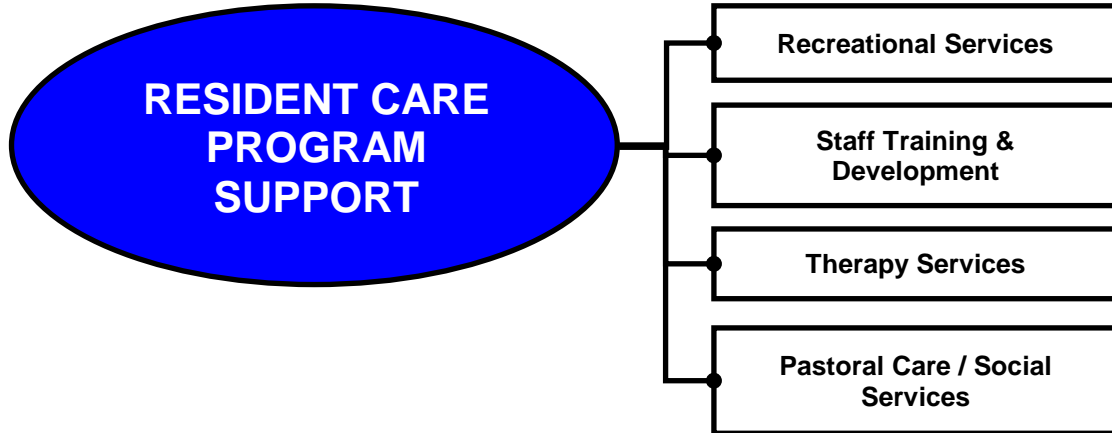 RESIDENT CARE
PROGRAM
SUPPORT
Recreational Services
Staff Training &
Development
Therapy Services
Pastoral Care / Social
Services